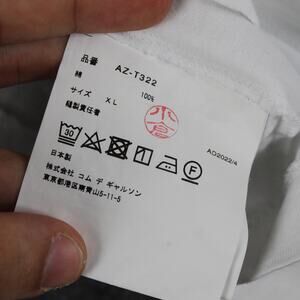 品番 AZ-T322
綿 100%
サイズ XL
縫製責任者 小倉
30
F
AD2022/4
日本製
株式会社 コム デ ギャルソン
東京都港区南青山5-11-5